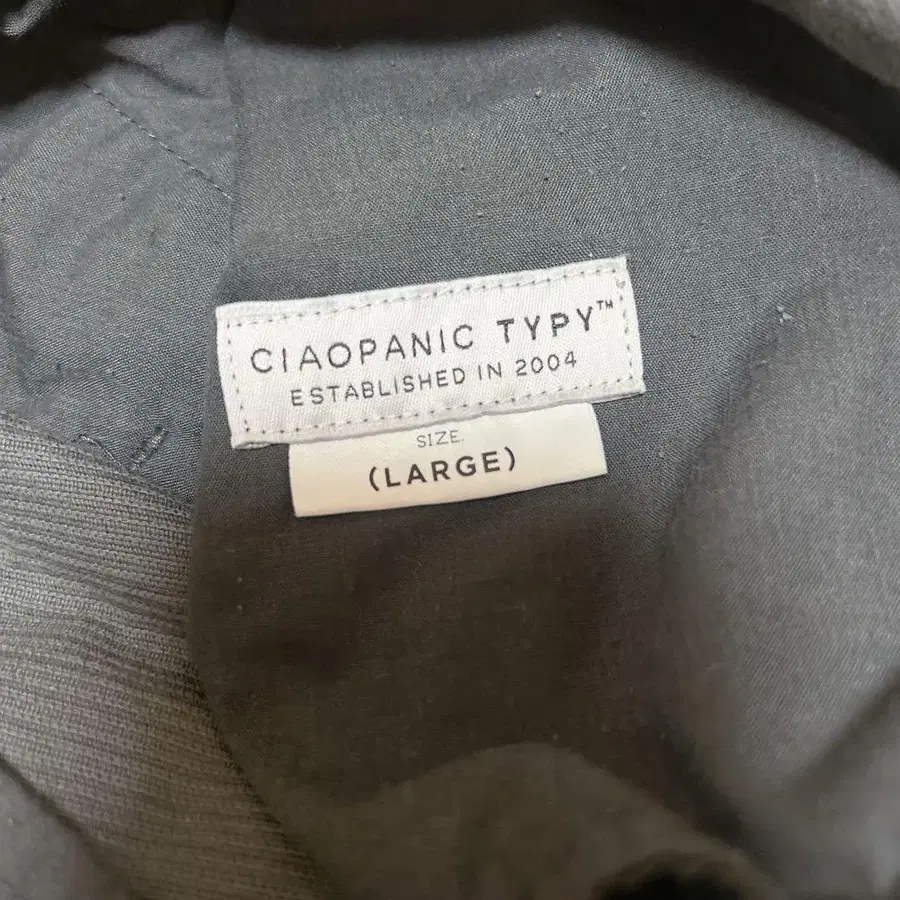 CIAOPANIC TYPY™
ESTABLISHED IN 2004
SIZE.
(LARGE)